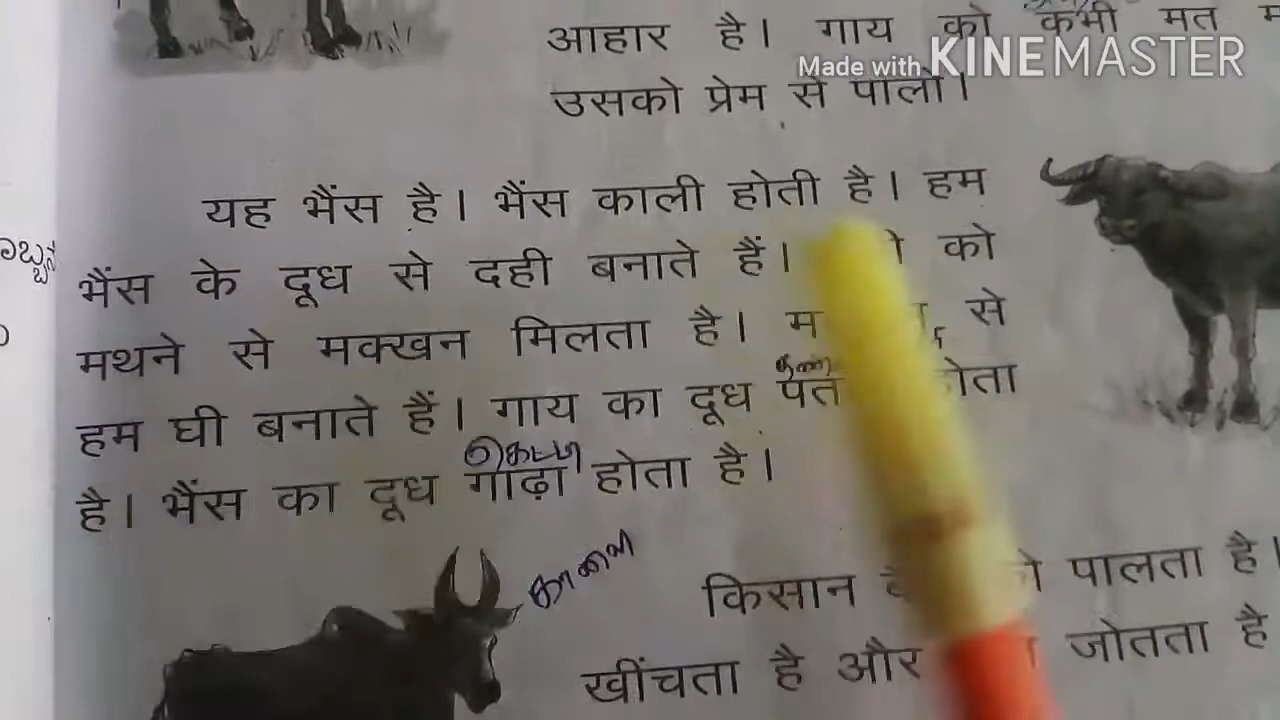 आहार है। गाय को कभी मत
Made with KINEMASTER
उसको प्रेम से पालो।
यह भैंस है। भैंस काली होती है। हम
भैंस के दूध से दही बनाते हैं। को
मथने से मक्खन मिलता है। से
हम घी बनाते हैं। गाय का दूध
है। भैंस का दूध गाढ़ा होता है।
काளை
किसान पालता है।
खींचता है और जोतता है